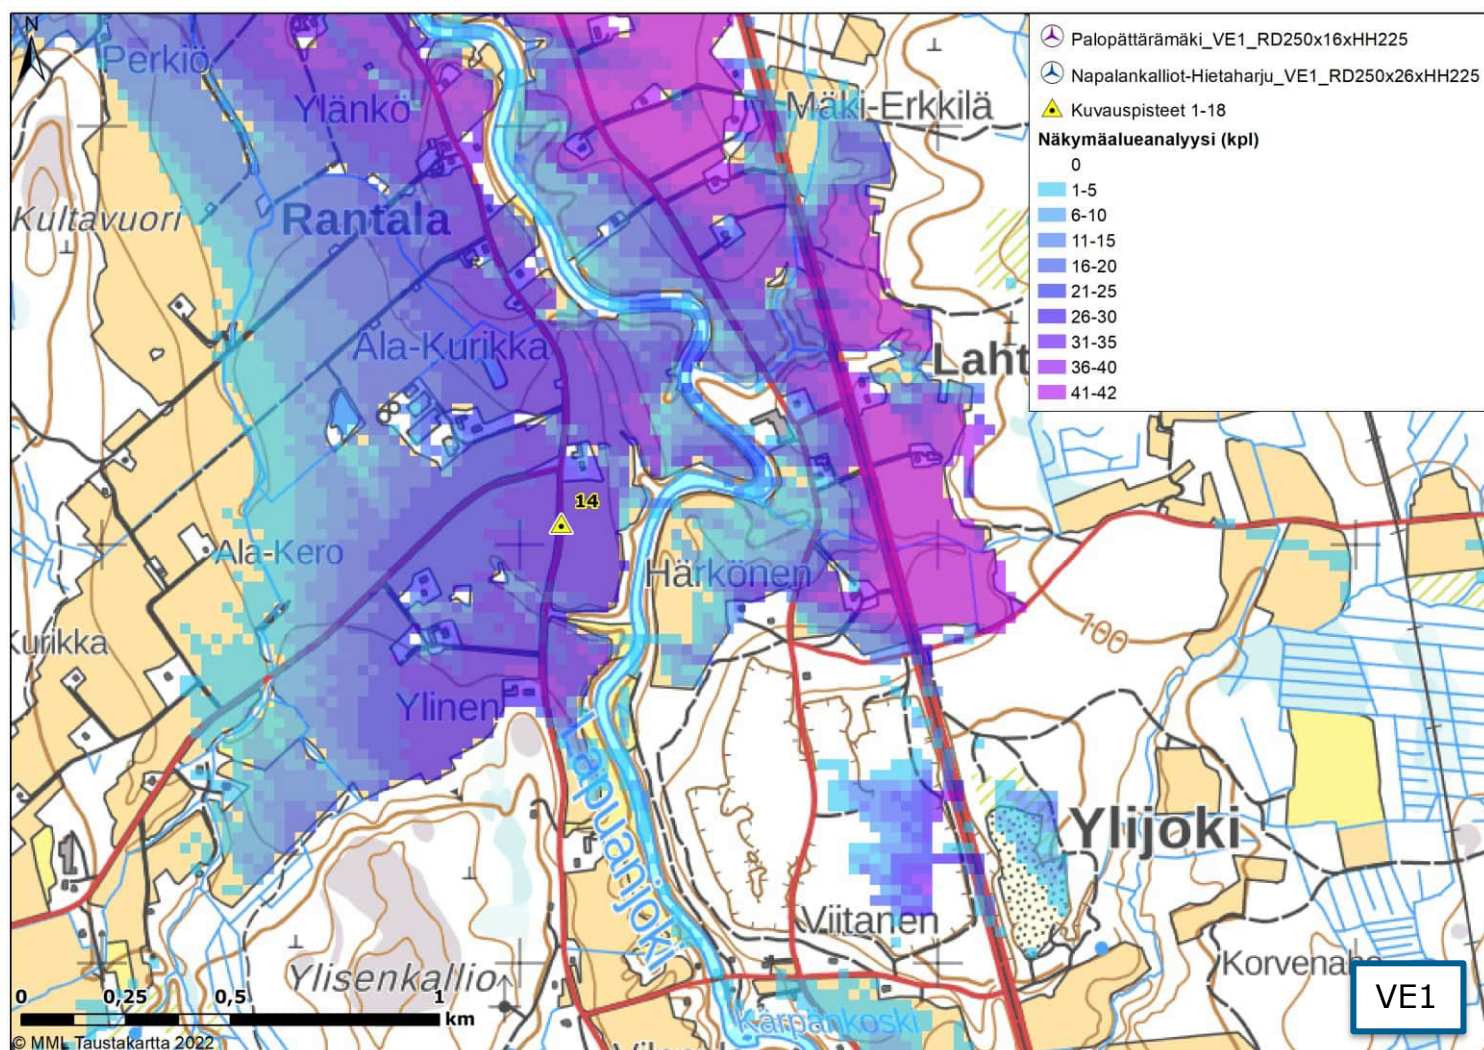 N
Perkiö
Ylänkö
Mäki-Erkkilä
Kultavuori
Rantala
Ala-Kurikka
Laht
14
Ala-Kero
Härkönen
Kurikka
100
Ylinen
Lapuanjoki
Ylijoki
Viitanen
Ylisenkallio
Korvenaho
Kärpänkoski
0 0,25 0,5 1
km
© MML Taustakartta 2022
Palopättärämäki_VE1_RD250x16xHH225
Napalankalliot-Hietaharju_VE1_RD250x26xHH225
Kuvauspisteet 1-18
Näkymäalueanalyysi (kpl)
0
1-5
6-10
11-15
16-20
21-25
26-30
31-35
36-40
41-42
VE1